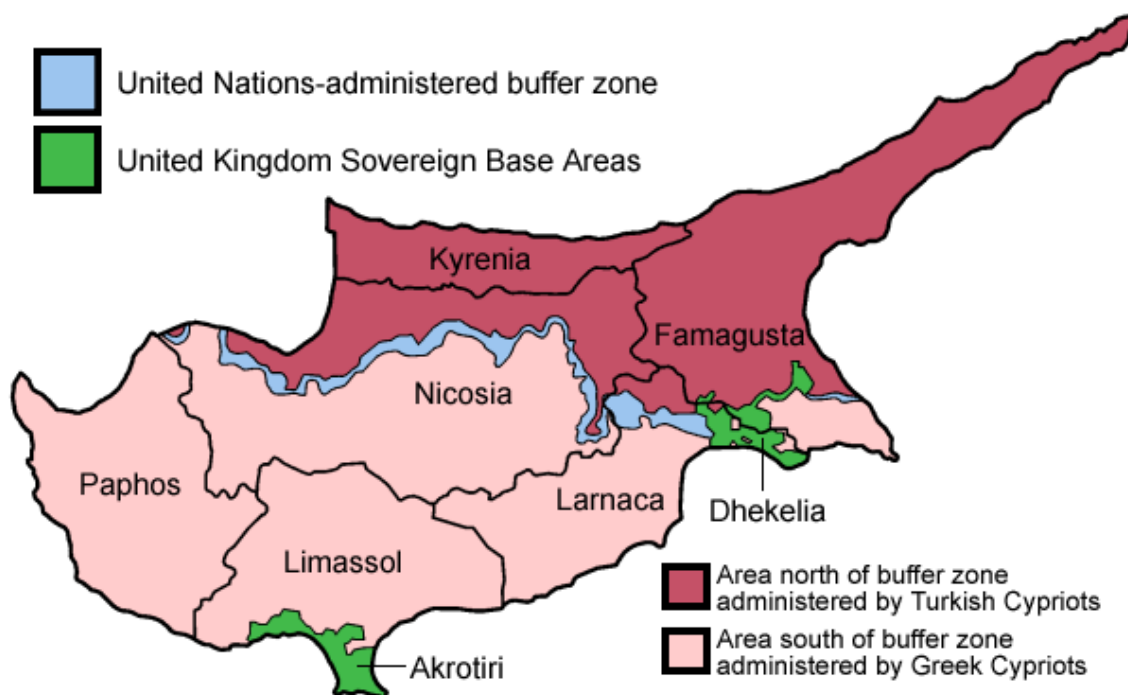 United Nations-administered buffer zone
United Kingdom Sovereign Base Areas
Kyrenia
Famagusta
Nicosia
Paphos
Larnaca
Dhekelia
Limassol
Area north of buffer zone
administered by Turkish Cypriots
Area south of buffer zone
administered by Greek Cypriots
Akrotiri